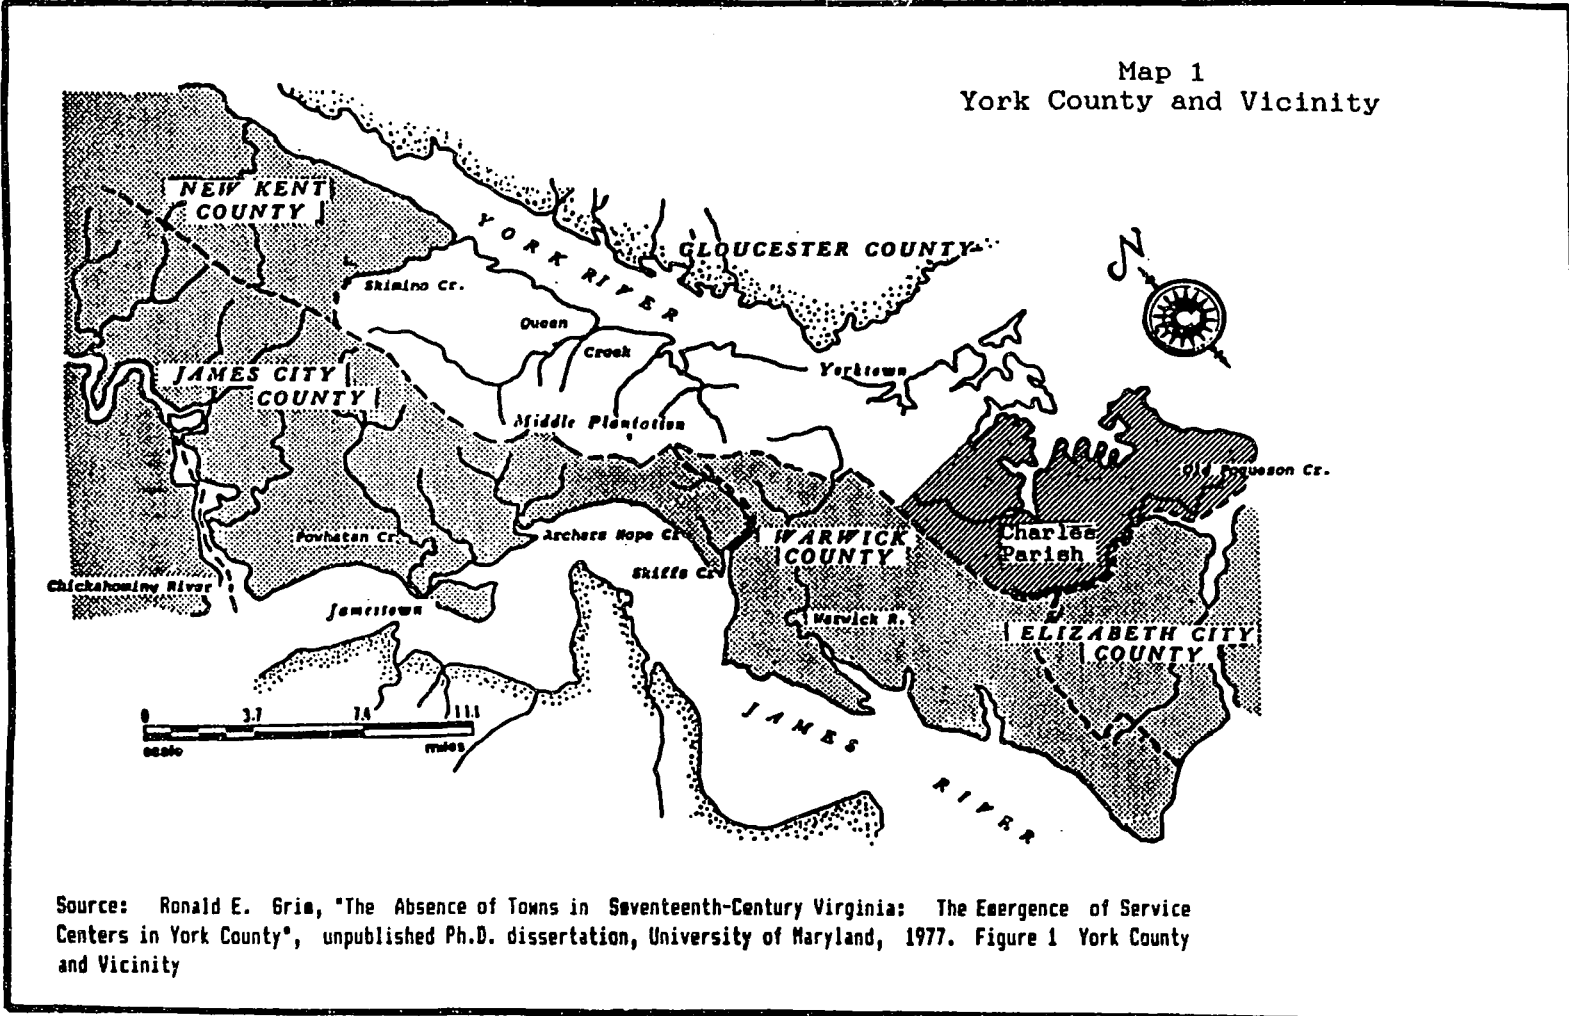 Map 1
York County and Vicinity
N
NEW KENT
COUNTY
YORK RIVER
GLOUCESTER COUNTY
Skimino Cr.
Queen
Creek
Yorktown
JAMES CITY
COUNTY
Middle Plantation
Old Poquoson Cr.
Powhatan Cr.
Archers Hope Cr.
WARWICK
COUNTY
Charles
Parish
Skiffs Cr.
Chickahominy River
Jamestown
Warwick R.
ELIZABETH CITY
COUNTY
JAMES RIVER
0 3.7 7.4 11.1
scale miles
Source: Ronald E. Grim, "The Absence of Towns in Seventeenth-Century Virginia: The Emergence of Service
Centers in York County", unpublished Ph.D. dissertation, University of Maryland, 1977. Figure 1 York County
and Vicinity